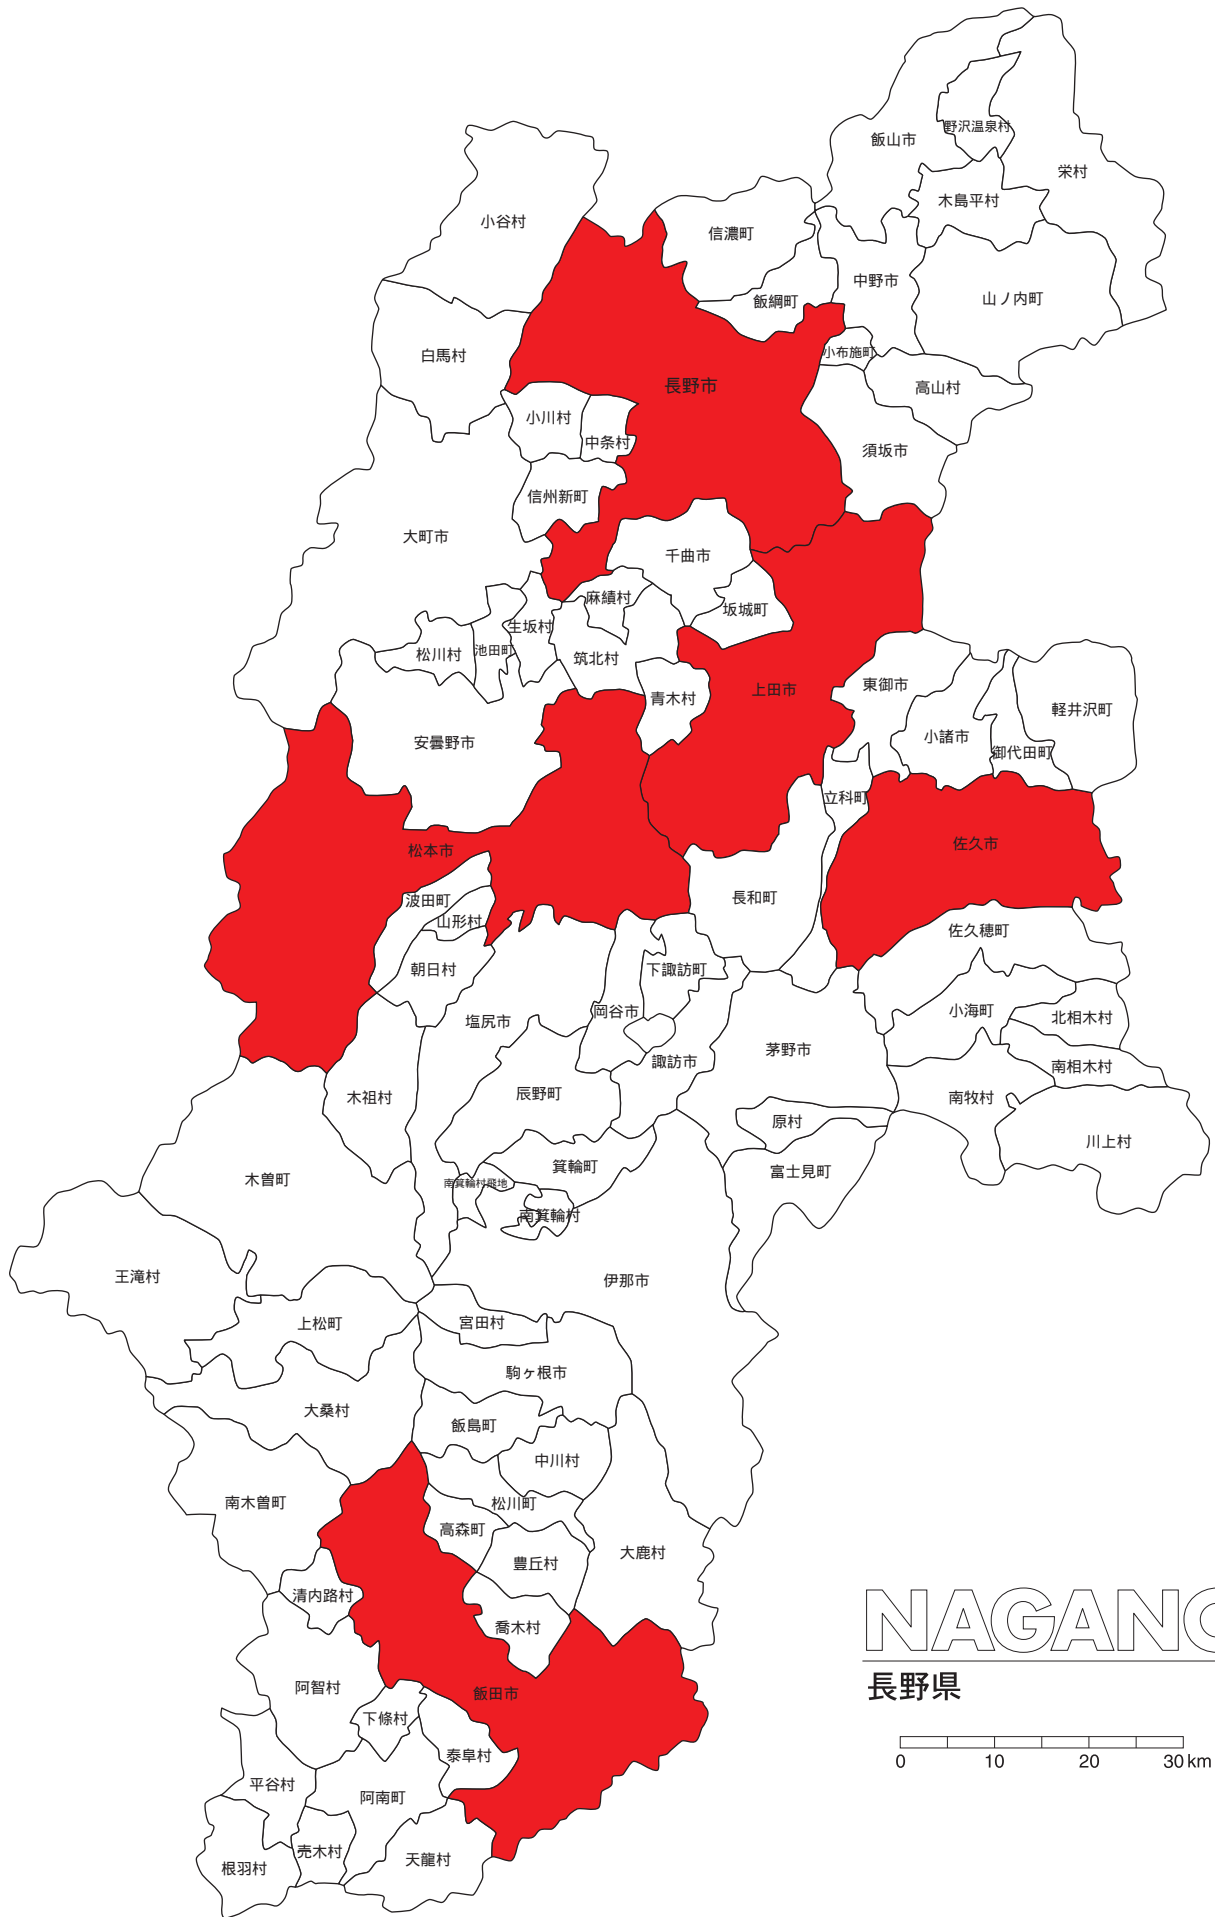 飯山市
野沢温泉村
栄村
木島平村
小谷村
信濃町
中野市
山ノ内町
飯綱町
白馬村
小布施町
長野市
高山村
小川村
中条村
須坂市
信州新町
大町市
千曲市
麻績村
坂城町
生坂村
池田町
松川村
筑北村
青木村
上田市
東御市
軽井沢町
安曇野市
小諸市
御代田町
立科町
松本市
佐久市
波田町
長和町
山形村
佐久穂町
朝日村
下諏訪町
岡谷市
小海町
北相木村
塩尻市
茅野市
諏訪市
南相木村
木祖村
辰野町
南牧村
原村
川上村
箕輪町
富士見町
木曽町
南箕輪村飛地
南箕輪村
王滝村
伊那市
上松町
宮田村
駒ヶ根市
大桑村
飯島町
中川村
南木曽町
松川町
高森町
大鹿村
豊丘村
清内路村
喬木村
阿智村
飯田市
下條村
泰阜村
平谷村
阿南町
売木村
天龍村
根羽村
NAGANO
長野県
0 10 20 30 km